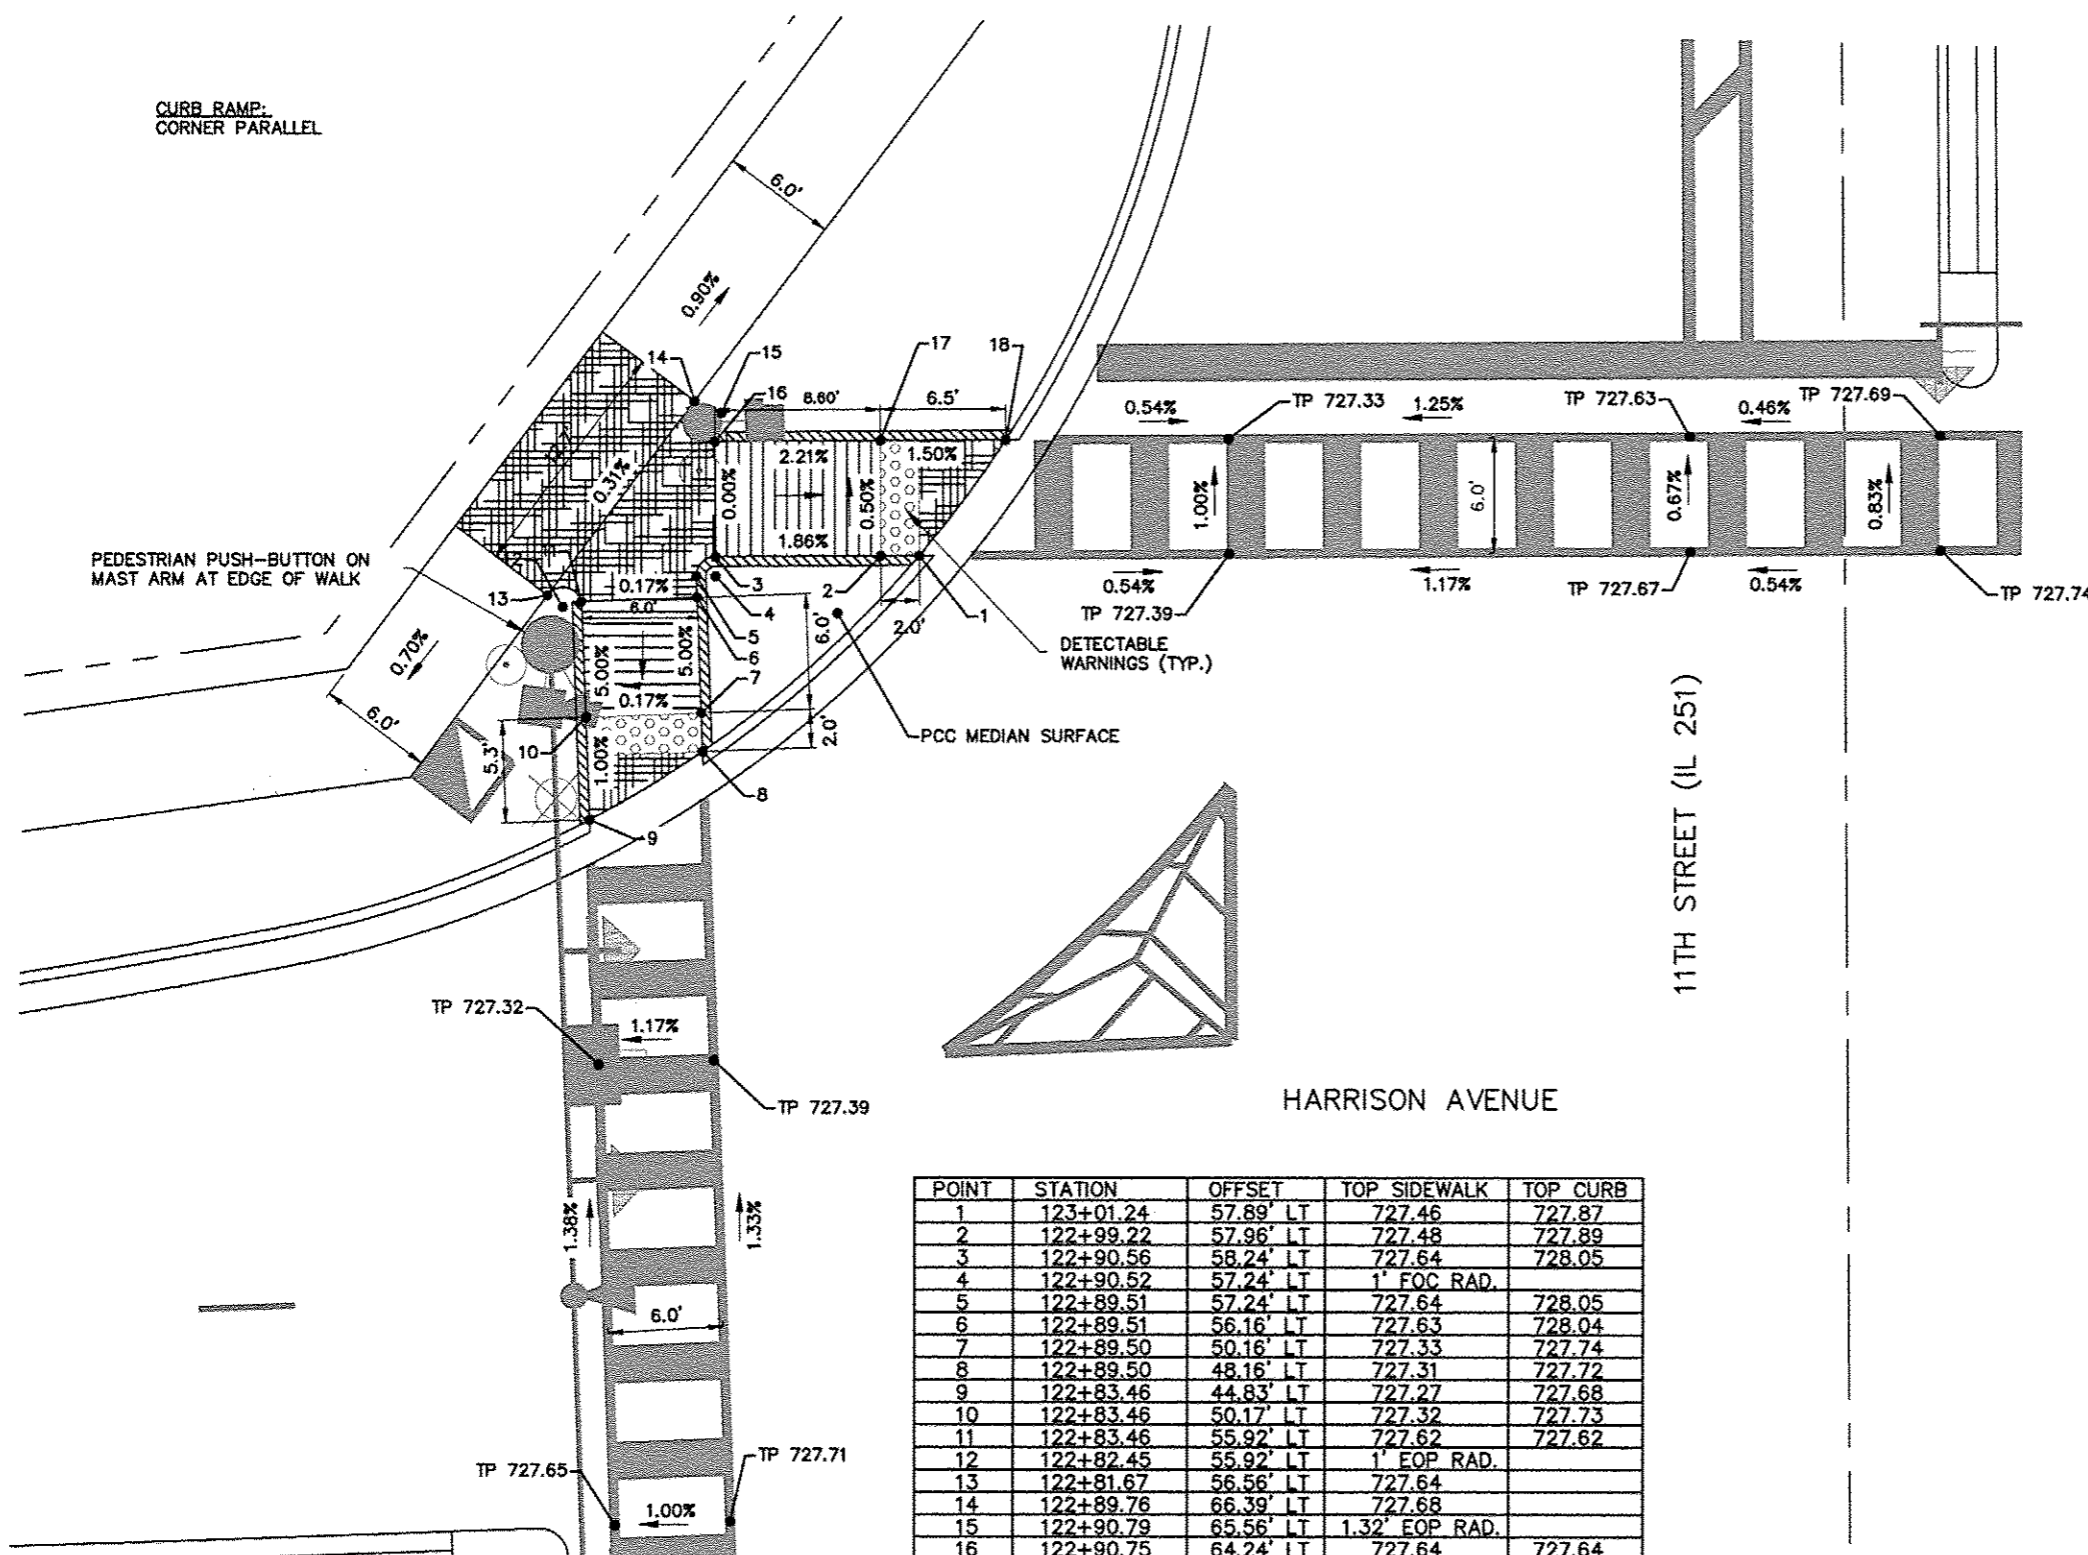 CURB RAMP:
CORNER PARALLEL
6.0'
0.90%
14
15
16
17
18
8.60'
6.5'
0.54%
TP 727.33
1.25%
TP 727.63
0.46%
TP 727.69
2.21%
1.50%
0.31%
0.00%
0.50%
1.00%
6.0'
0.67%
0.83%
1.86%
PEDESTRIAN PUSH-BUTTON ON
MAST ARM AT EDGE OF WALK
13
0.17%
6.0'
3
4
2
1
2.0'
0.54%
TP 727.39
1.17%
TP 727.67
0.54%
TP 727.74
5
6
7
6.0'
DETECTABLE
WARNINGS (TYP.)
0.70%
5.00%
5.00%
0.17%
6.0'
2.0'
PCC MEDIAN SURFACE
10
5.3'
1.00%
8
9
11TH STREET (IL 251)
TP 727.32
1.17%
TP 727.39
HARRISON AVENUE
1.38%
1.33%
6.0'
TP 727.65
TP 727.71
1.00%
POINT STATION OFFSET TOP SIDEWALK TOP CURB
1 123+01.24 57.89' LT 727.46 727.87
2 122+99.22 57.96' LT 727.48 727.89
3 122+90.56 58.24' LT 727.64 728.05
4 122+90.52 57.24' LT 1' FOC RAD.
5 122+89.51 57.24' LT 727.64 728.05
6 122+89.51 56.16' LT 727.63 728.04
7 122+89.50 50.16' LT 727.33 727.74
8 122+89.50 48.16' LT 727.31 727.72
9 122+83.46 44.83' LT 727.27 727.68
10 122+83.46 50.17' LT 727.32 727.73
11 122+83.46 55.92' LT 727.62 727.62
12 122+82.45 55.92' LT 1' EOP RAD.
13 122+81.67 56.56' LT 727.64
14 122+89.76 66.39' LT 727.68
15 122+90.79 65.56' LT 1.32' EOP RAD.
16 122+90.75 64.24' LT 727.64 727.64